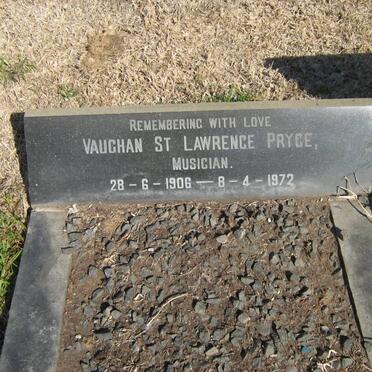 REMEMBERING WITH LOVE
VAUGHAN ST LAWRENCE PRYCE,
MUSICIAN.
28 - 6 - 1906 — 8 - 4 - 1972